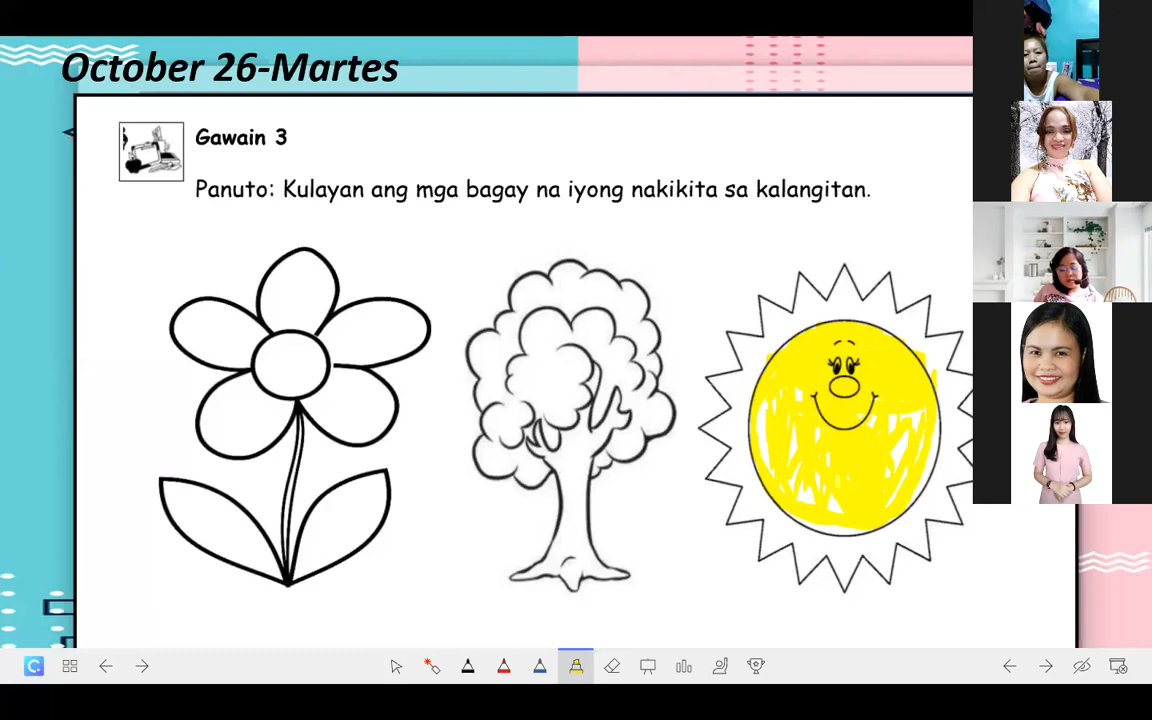 October 26-Martes
Gawain 3
Panuto: Kulayan ang mga bagay na iyong nakikita sa kalangitan.